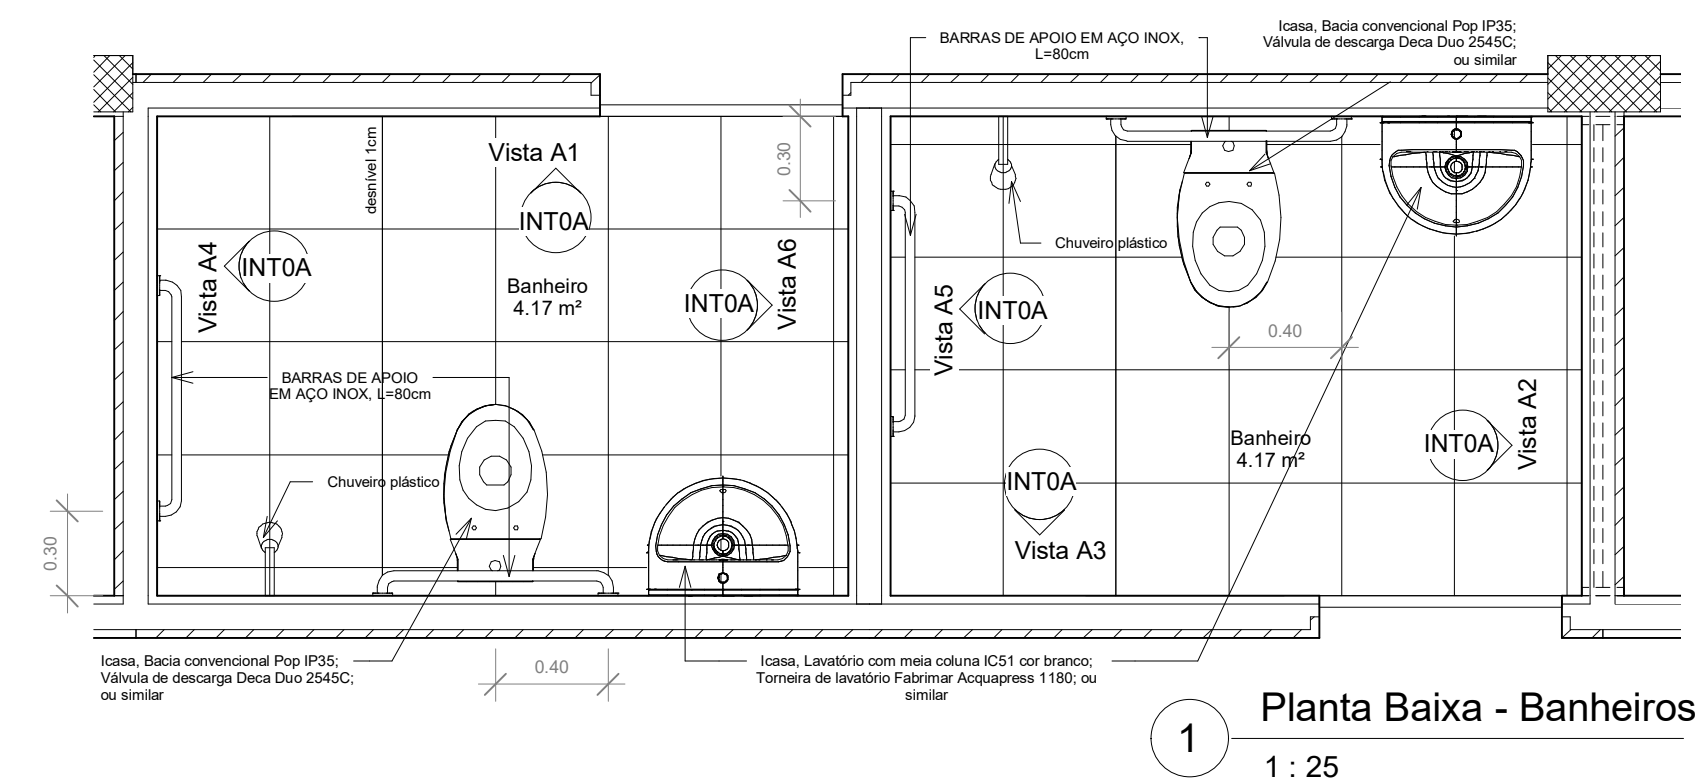 BARRAS DE APOIO EM AÇO INOX,
L=80cm
Icasa, Bacia convencional Pop IP35;
Válvula de descarga Deca Duo 2545C;
ou similar
desnível 1cm
Vista A1
INT0A
0.30
Vista A4
INT0A
Banheiro
4.17 m²
INT0A
Vista A6
BARRAS DE APOIO
EM AÇO INOX, L=80cm
Chuveiro plástico
0.30
Chuveiro plástico
Vista A5
INT0A
0.40
Banheiro
4.17 m²
INT0A
Vista A2
INT0A
Vista A3
Icasa, Bacia convencional Pop IP35;
Válvula de descarga Deca Duo 2545C;
ou similar
0.40
Icasa, Lavatório com meia coluna IC51 cor branco;
Torneira de lavatório Fabrimar Acquapress 1180; ou
similar
1
Planta Baixa - Banheiros
1 : 25